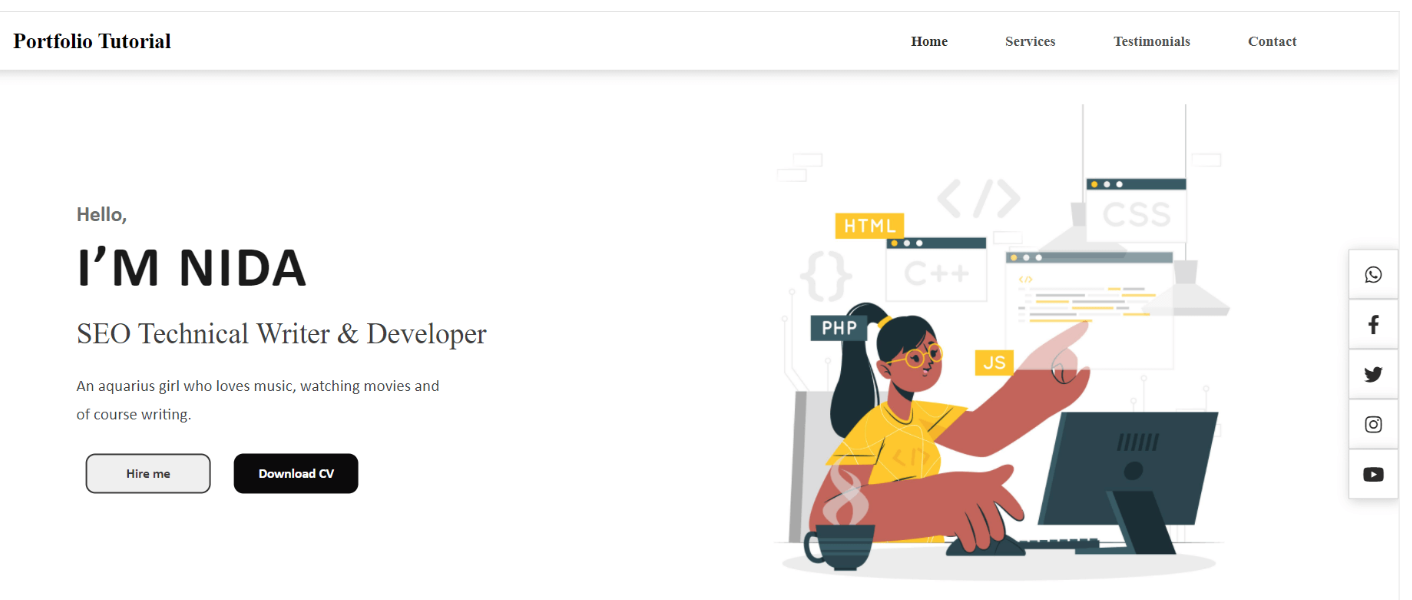 Portfolio Tutorial
Home Services Testimonials Contact
Hello,
I’M NIDA
SEO Technical Writer & Developer
An aquarius girl who loves music, watching movies and
of course writing.
Hire me
Download CV
CSS
</>
HTML
C++
{}
</>
PHP
JS
</>